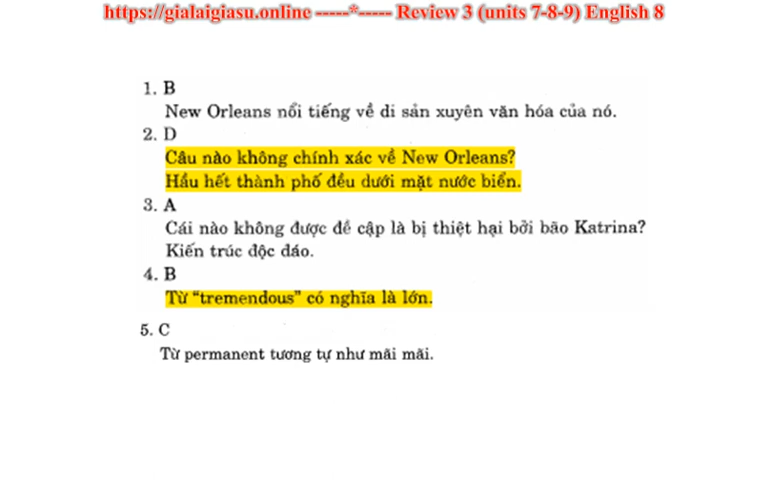 https://gialaigiasu.online -----*----- Review 3 (units 7-8-9) English 8
1. B
New Orleans nổi tiếng về di sản xuyên văn hóa của nó.
2. D
Câu nào không chính xác về New Orleans?
Hầu hết thành phố đều dưới mặt nước biển.
3. A
Cái nào không được đề cập là bị thiệt hại bởi bão Katrina?
Kiến trúc độc đáo.
4. B
Từ “tremendous” có nghĩa là lớn.
5. C
Từ permanent tương tự như mãi mãi.